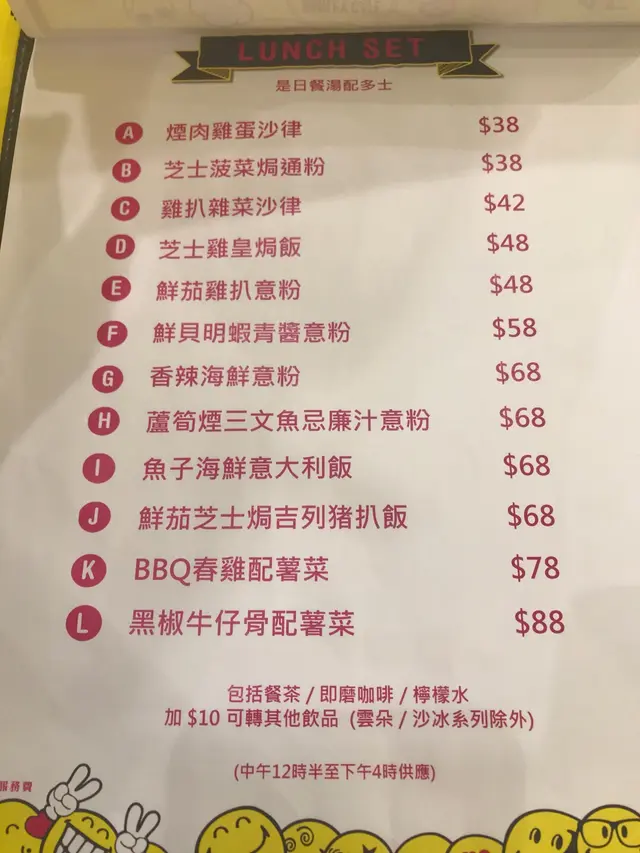 LUNCH SET
是日餐湯配多士
A 煙肉雞蛋沙律 $38
B 芝士菠菜焗通粉 $38
C 雞扒雜菜沙律 $42
D 芝士雞皇焗飯 $48
E 鮮茄雞扒意粉 $48
F 鮮貝明蝦青醬意粉 $58
G 香辣海鮮意粉 $68
H 蘆筍煙三文魚忌廉汁意粉 $68
I 魚子海鮮意大利飯 $68
J 鮮茄芝士焗吉列猪扒飯 $68
K BBQ春雞配薯菜 $78
L 黑椒牛仔骨配薯菜 $88
包括餐茶 / 即磨咖啡 / 檸檬水
加 $10 可轉其他飲品 (雲朵 / 沙冰系列除外)
(中午12時半至下午4時供應)
服務費